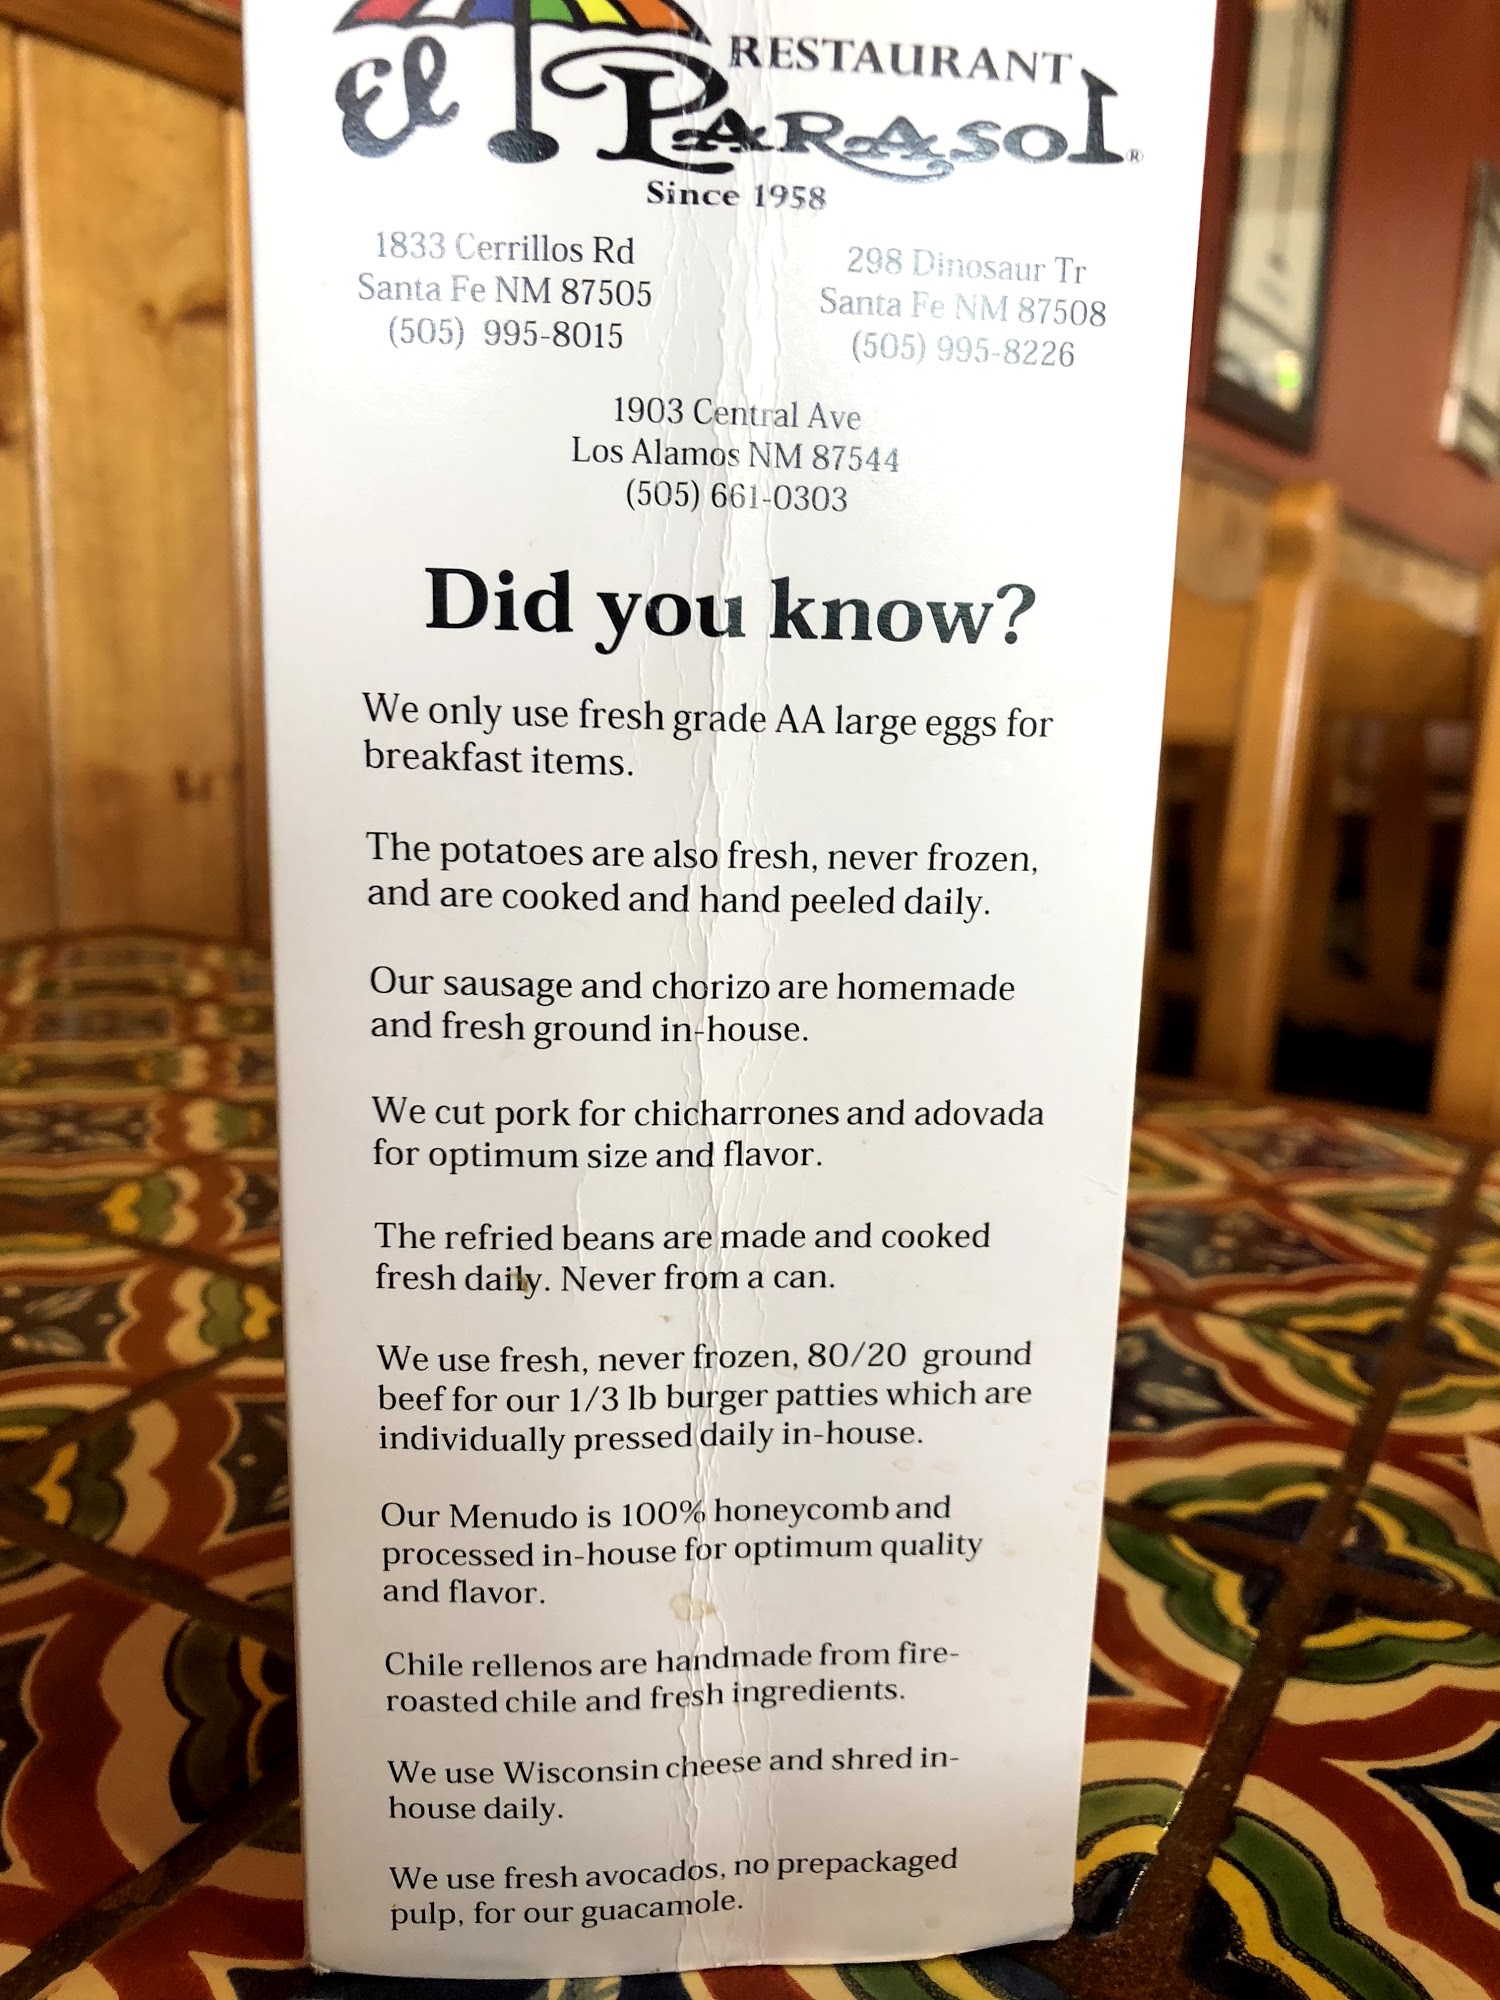 RESTAURANT
El PARASOL®
Since 1958
1833 Cerrillos Rd
Santa Fe NM 87505
(505) 995-8015
298 Dinosaur Tr
Santa Fe NM 87508
(505) 995-8226
1903 Central Ave
Los Alamos NM 87544
(505) 661-0303
Did you know?
We only use fresh grade AA large eggs for
breakfast items.
The potatoes are also fresh, never frozen,
and are cooked and hand peeled daily.
Our sausage and chorizo are homemade
and fresh ground in-house.
We cut pork for chicharrones and adovada
for optimum size and flavor.
The refried beans are made and cooked
fresh daily. Never from a can.
We use fresh, never frozen, 80/20 ground
beef for our 1/3 lb burger patties which are
individually pressed daily in-house.
Our Menudo is 100% honeycomb and
processed in-house for optimum quality
and flavor.
Chile rellenos are handmade from fire-
roasted chile and fresh ingredients.
We use Wisconsin cheese and shred in-
house daily.
We use fresh avocados, no prepackaged
pulp, for our guacamole.